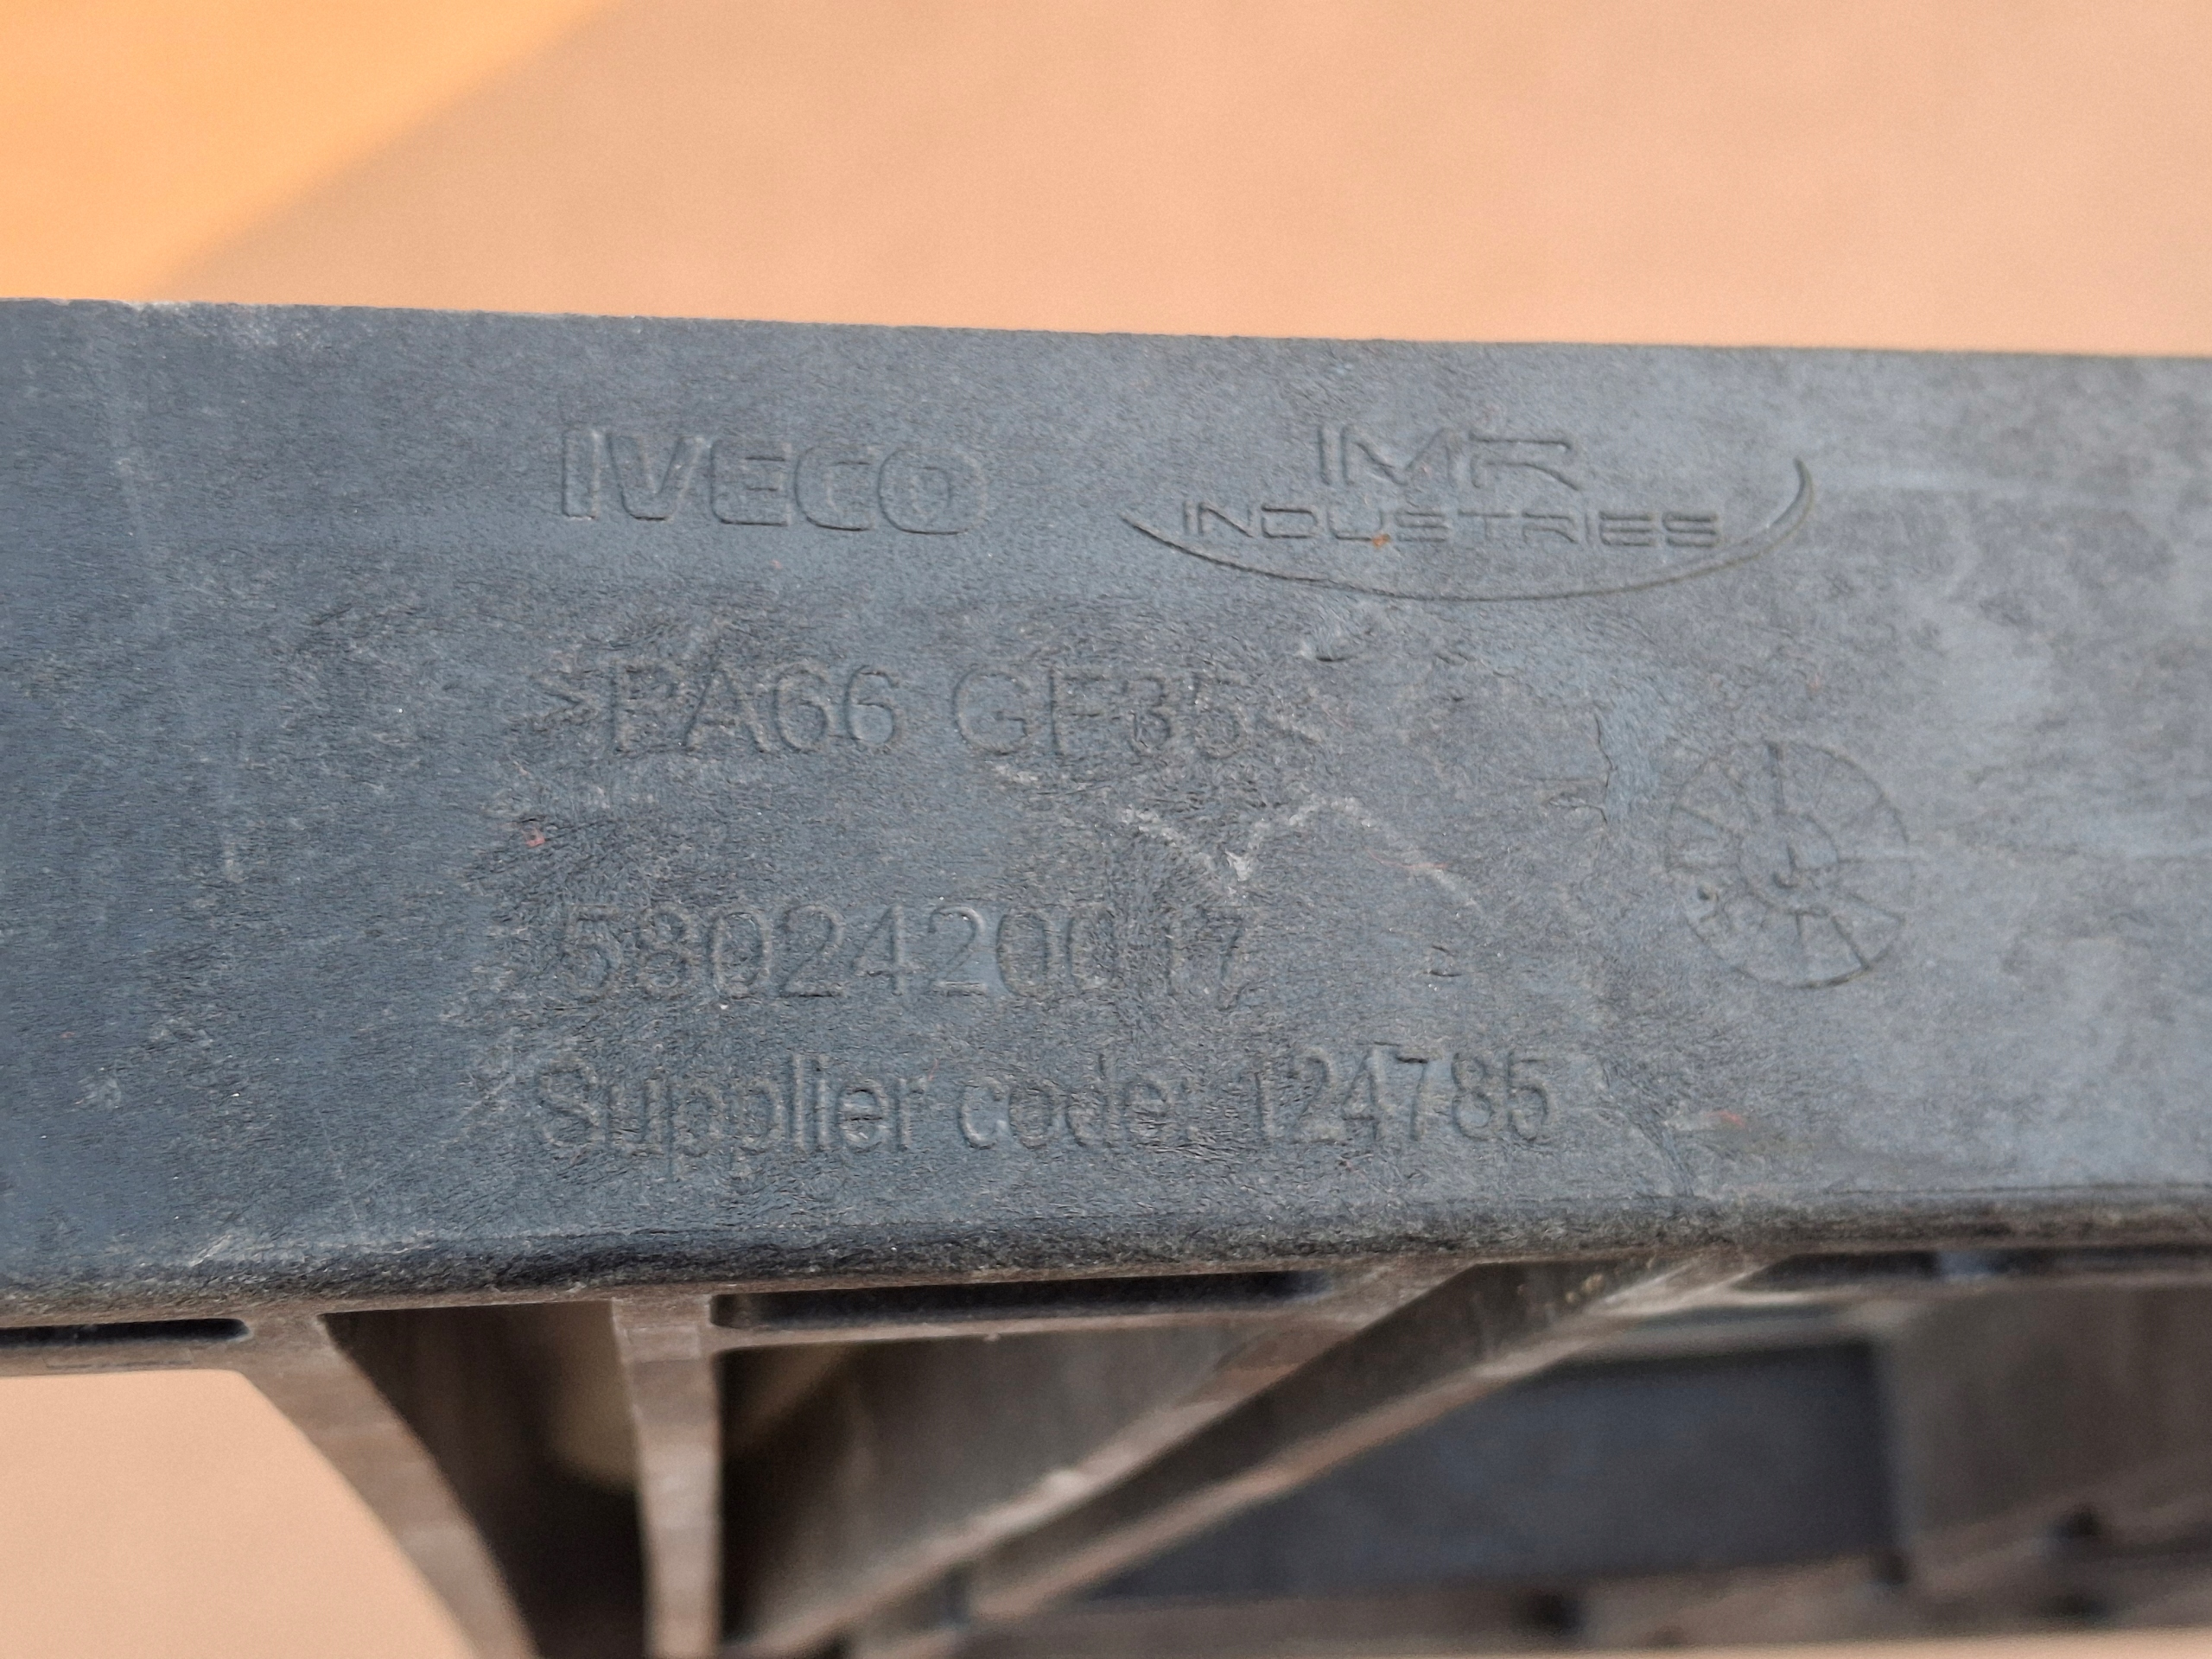 IVECO
IMR
INDUSTRIES
>PA66 GF35<
5802420017
Supplier code: 124785